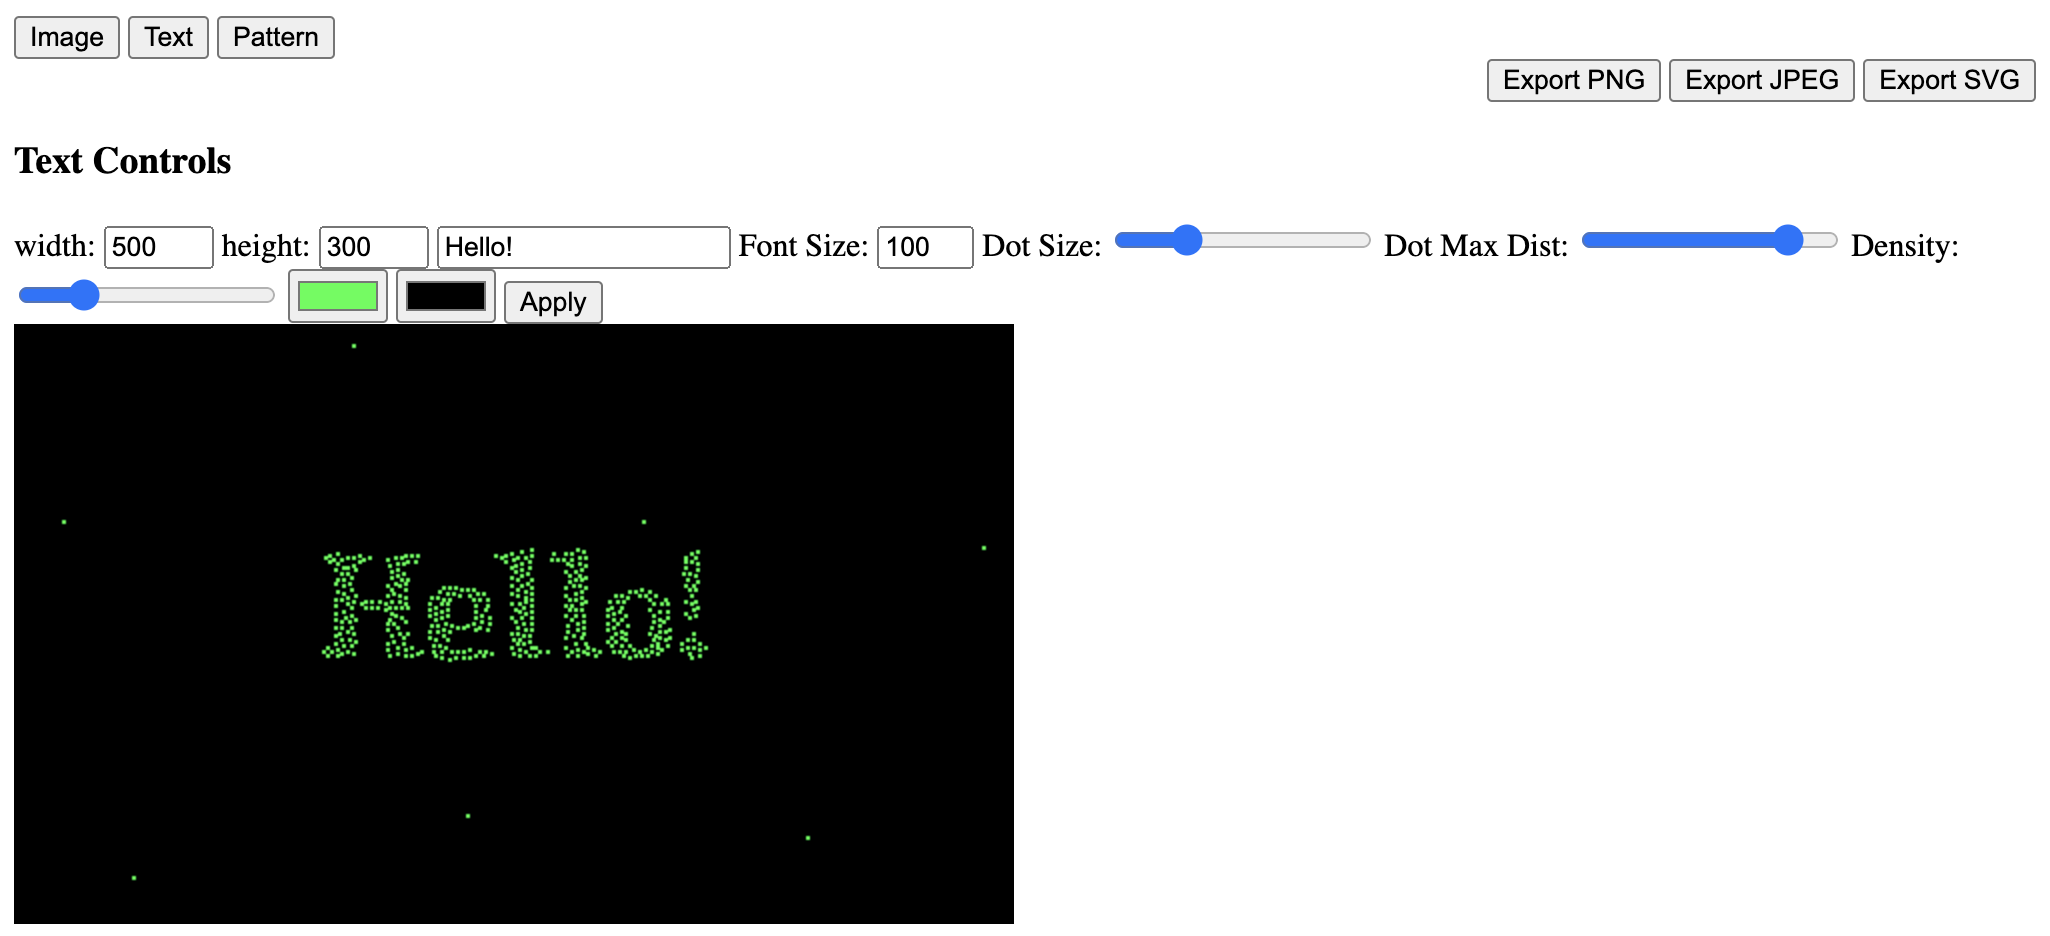 Image Text Pattern
Export PNG Export JPEG Export SVG
Text Controls
width: 500 height: 300 Hello! Font Size: 100 Dot Size: Dot Max Dist: Density:
Apply
Hello!